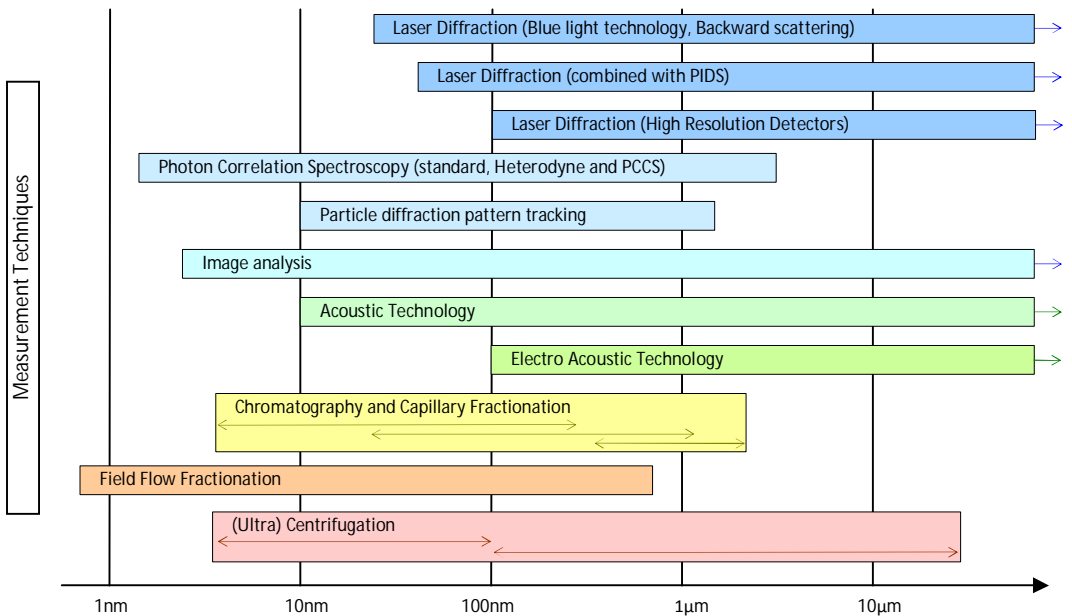 Laser Diffraction (Blue light technology, Backward scattering)
Laser Diffraction (combined with PIDS)
Laser Diffraction (High Resolution Detectors)
Photon Correlation Spectroscopy (standard, Heterodyne and PCCS)
Particle diffraction pattern tracking
Image analysis
Acoustic Technology
Electro Acoustic Technology
Chromatography and Capillary Fractionation
Field Flow Fractionation
(Ultra) Centrifugation
Measurement Techniques
1nm 10nm 100nm 1µm 10µm